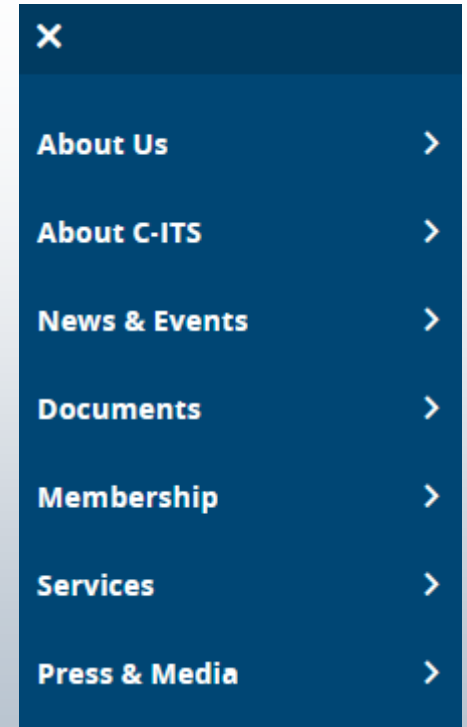 About Us
About C-ITS
News & Events
Documents
Membership
Services
Press & Media